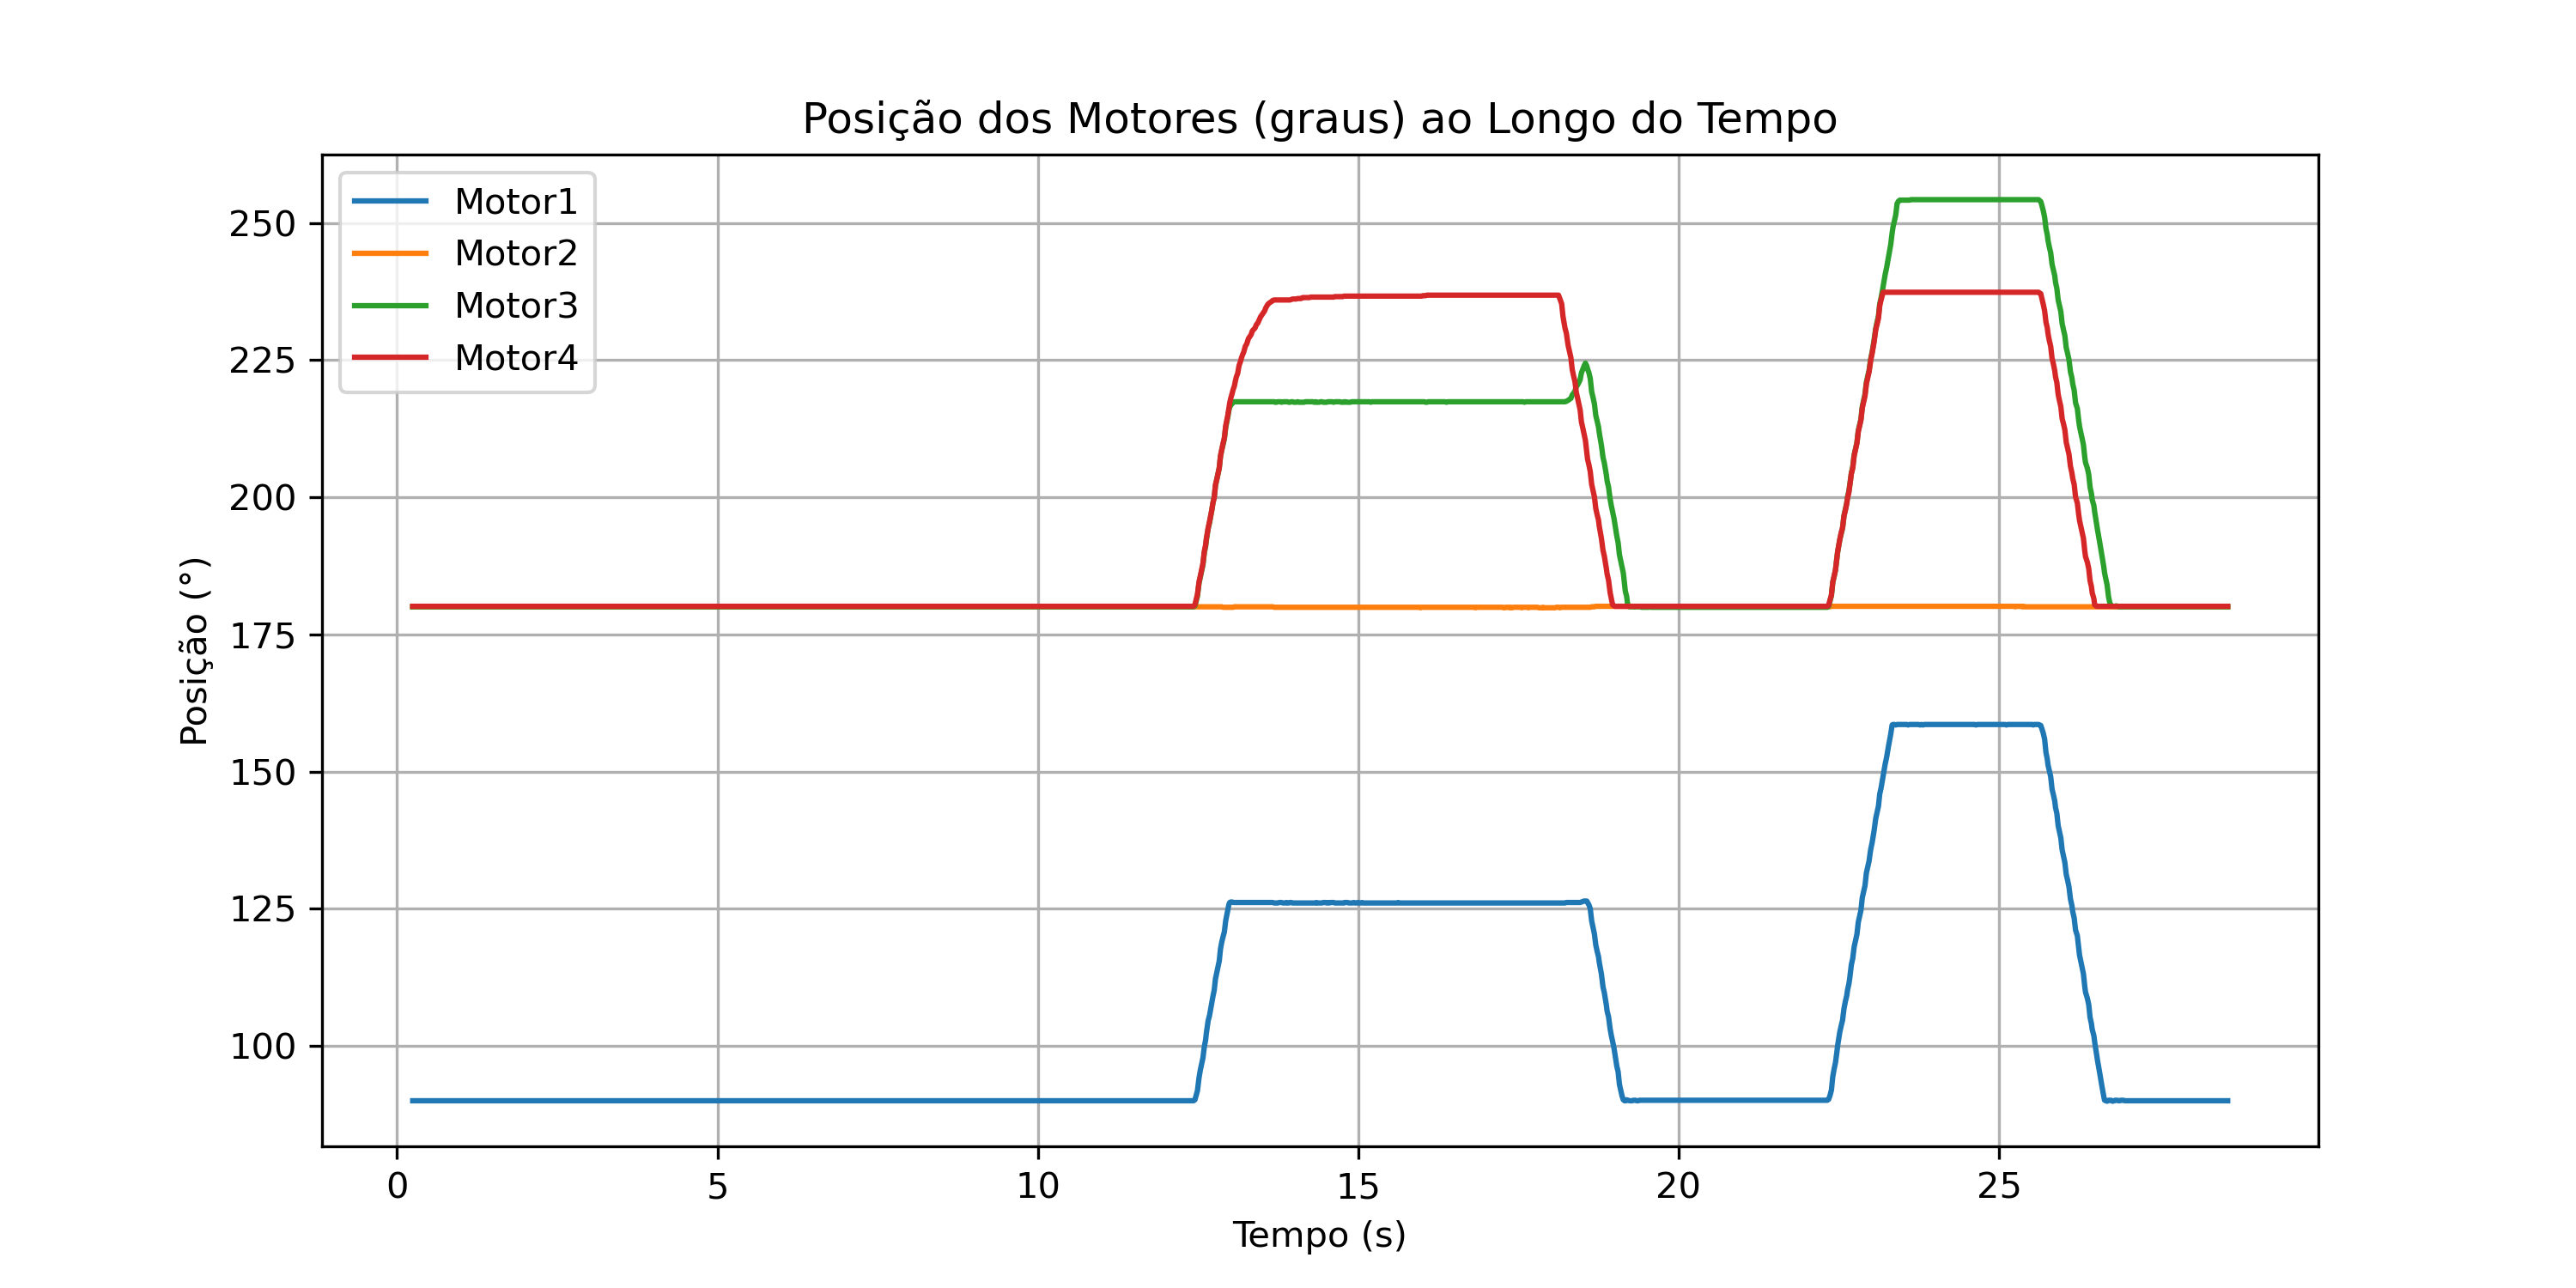 Posição dos Motores (graus) ao Longo do Tempo
Motor1
Motor2
Motor3
Motor4
250
225
200
175
150
125
100
Posição (°)
0 5 10 15 20 25
Tempo (s)